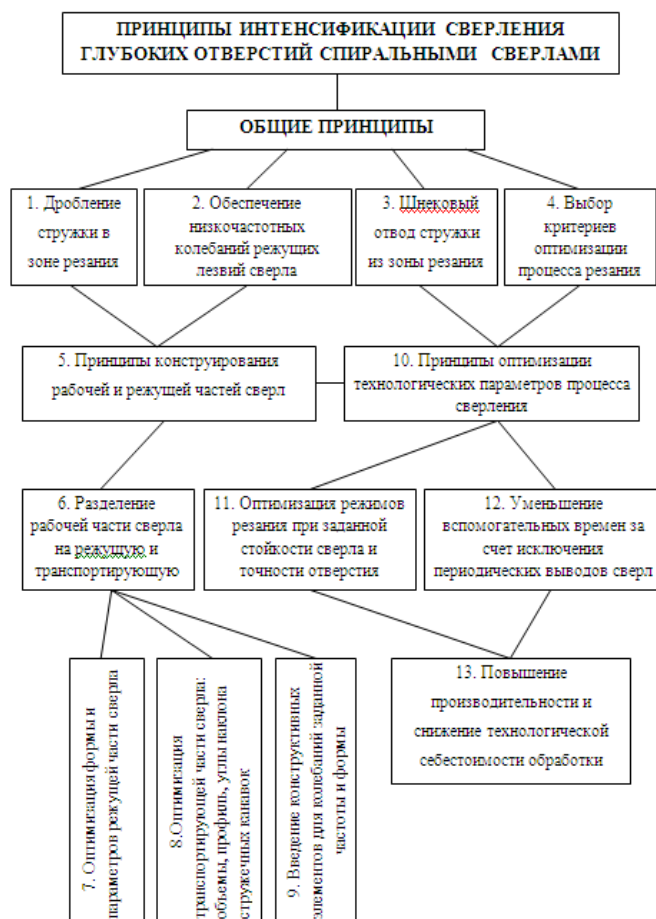 ПРИНЦИПЫ ИНТЕНСИФИКАЦИИ СВЕРЛЕНИЯ
ГЛУБОКИХ ОТВЕРСТИЙ СПИРАЛЬНЫМИ СВЕРЛАМИ
ОБЩИЕ ПРИНЦИПЫ
1. Дробление
стружки в
зоне резания
2. Обеспечение
низкочастотных
колебаний режущих
лезвий сверла
3. Шнековый
отвод стружки
из зоны резания
4. Выбор
критериев
оптимизации
процесса резания
5. Принципы конструирования
рабочей и режущей частей сверл
10. Принципы оптимизации
технологических параметров процесса
сверления
6. Разделение
рабочей части сверла
на режущую и
транспортирующую
11. Оптимизация режимов
резания при заданной
стойкости сверла и
точности отверстия
12. Уменьшение
вспомогательных времен за
счет исключения
периодических выводов сверл
7. Оптимизация формы и
параметров режущей части сверла
8.Оптимизация
транспортирующей части сверла:
объемы, профиль, углы наклона
стружечных канавок
9. Введение конструктивных
элементов для колебаний заданной
частоты и формы
13. Повышение
производительности и
снижение технологической
себестоимости обработки